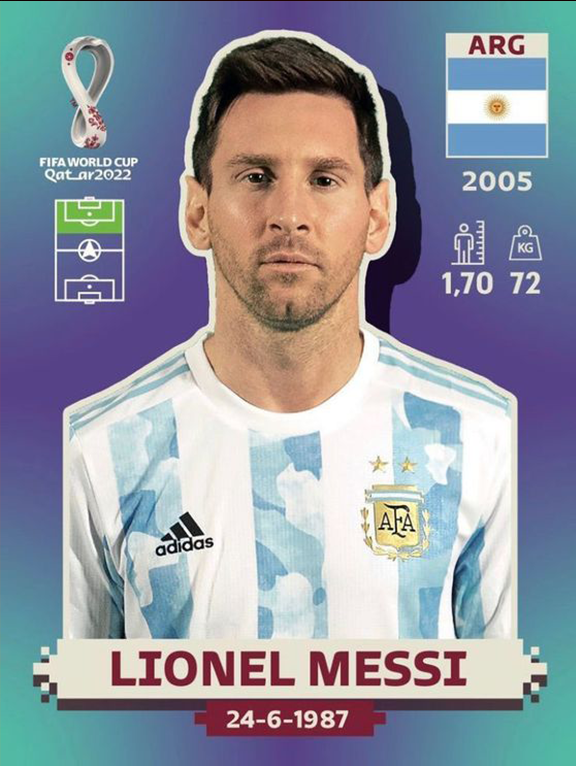 FIFA WORLD CUP
Qatar2022
ARG
2005
1,70 72
KG
adidas
AFA
LIONEL MESSI
24-6-1987